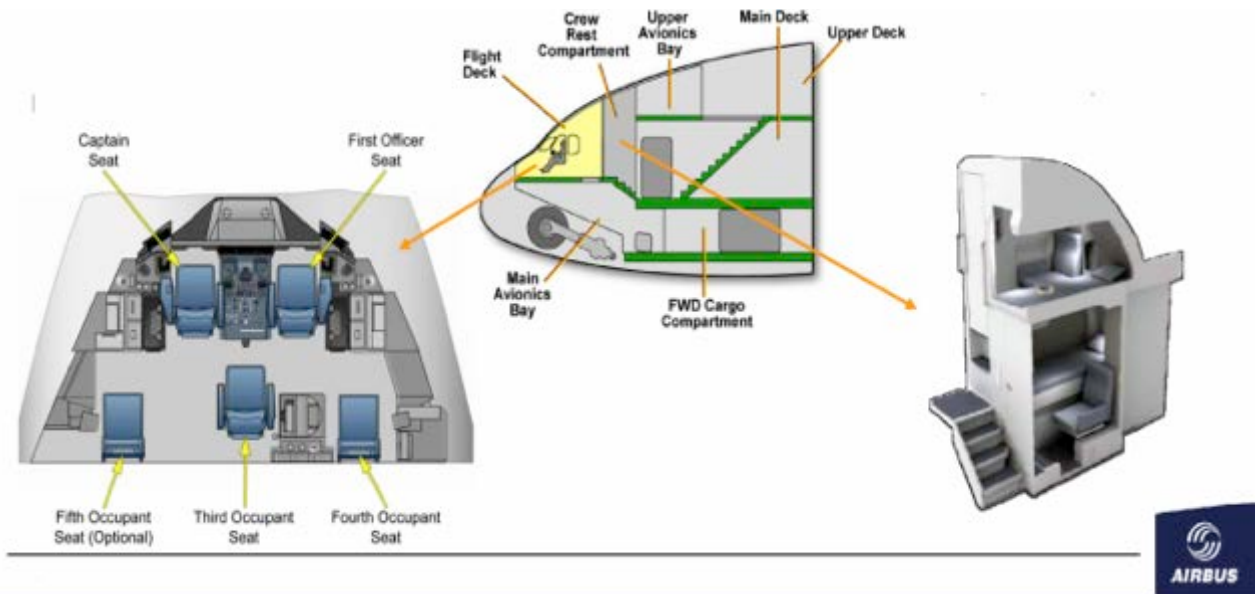 Crew
Rest
Compartment
Upper
Avionics
Bay
Main Deck
Upper Deck
Flight
Deck
Captain
Seat
First Officer
Seat
Main
Avionics
Bay
FWD Cargo
Compartment
Fifth Occupant
Seat (Optional)
Third Occupant
Seat
Fourth Occupant
Seat
AIRBUS